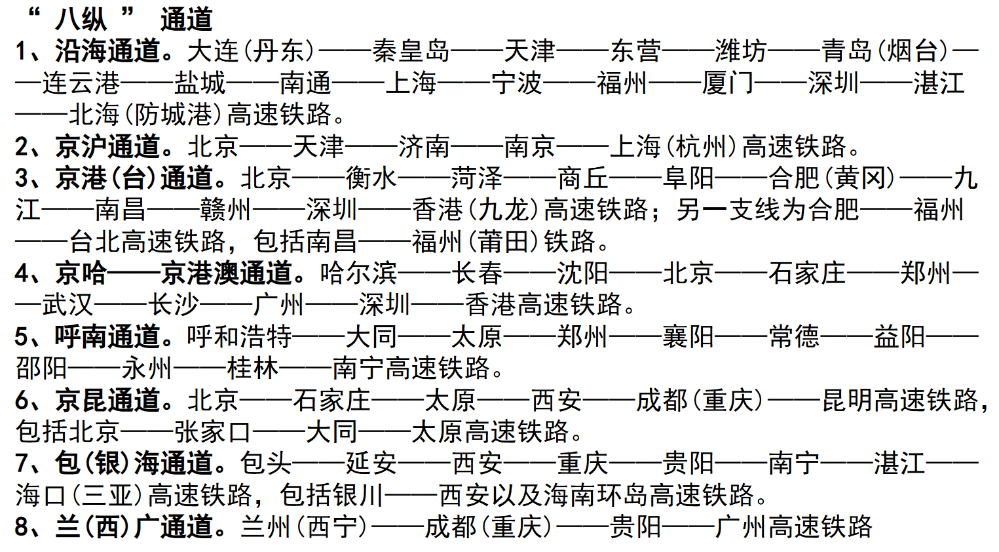 “ 八纵 ” 通道
1、沿海通道。大连(丹东)——秦皇岛——天津——东营——潍坊——青岛(烟台)—
—连云港——盐城——南通——上海——宁波——福州——厦门——深圳——湛江
——北海(防城港)高速铁路。
2、京沪通道。北京——天津——济南——南京——上海(杭州)高速铁路。
3、京港(台)通道。北京——衡水——菏泽——商丘——阜阳——合肥(黄冈)——九
江——南昌——赣州——深圳——香港(九龙)高速铁路；另一支线为合肥——福州
——台北高速铁路，包括南昌——福州(莆田)铁路。
4、京哈——京港澳通道。哈尔滨——长春——沈阳——北京——石家庄——郑州—
—武汉——长沙——广州——深圳——香港高速铁路。
5、呼南通道。呼和浩特——大同——太原——郑州——襄阳——常德——益阳——
邵阳——永州——桂林——南宁高速铁路。
6、京昆通道。北京——石家庄——太原——西安——成都(重庆)——昆明高速铁路，
包括北京——张家口——大同——太原高速铁路。
7、包(银)海通道。包头——延安——西安——重庆——贵阳——南宁——湛江——
海口(三亚)高速铁路，包括银川——西安以及海南环岛高速铁路。
8、兰(西)广通道。兰州(西宁)——成都(重庆)——贵阳——广州高速铁路